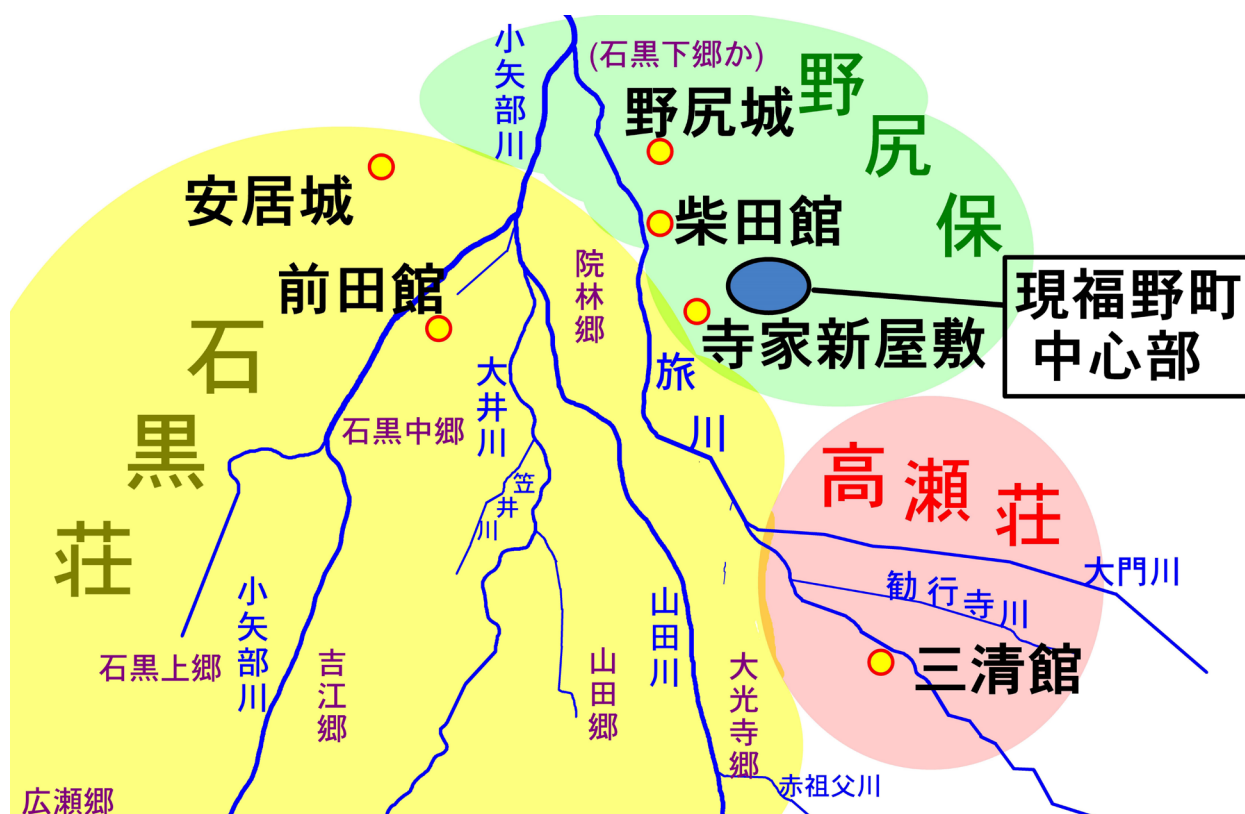 小矢部川
(石黒下郷か)
野尻保
野尻城
安居城
柴田館
院林郷
前田館
現福野町
中心部
寺家新屋敷
石黒荘
大井川
旅川
石黒中郷
笠井川
高瀬荘
大門川
勧行寺川
小矢部川
山田川
石黒上郷
吉江郷
山田郷
大光寺郷
三清館
赤祖父川
広瀬郷